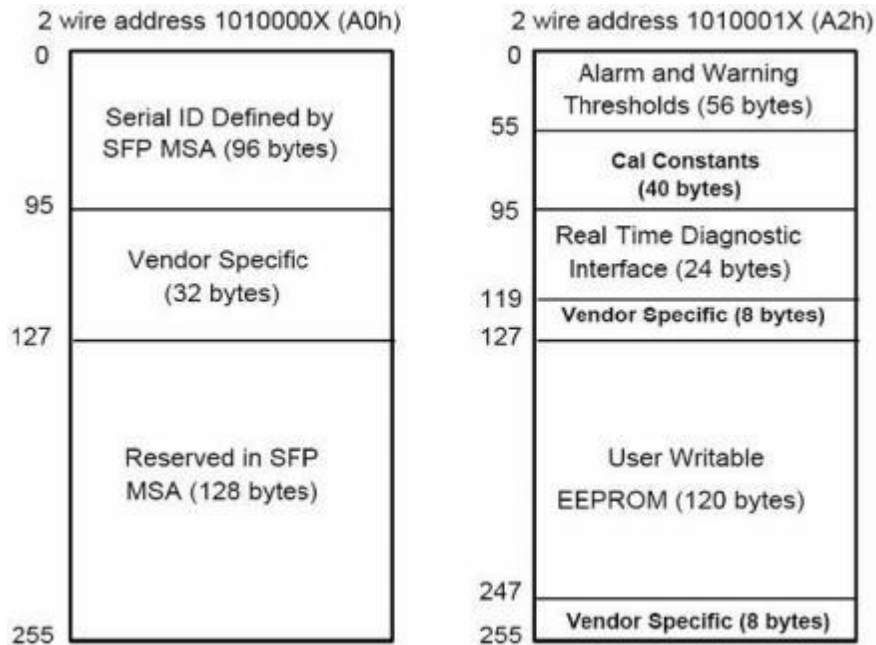 2 wire address 1010000X (A0h)
0
Serial ID Defined by
SFP MSA (96 bytes)
95
Vendor Specific
(32 bytes)
127
Reserved in SFP
MSA (128 bytes)
255
2 wire address 1010001X (A2h)
0
Alarm and Warning
Thresholds (56 bytes)
55
Cal Constants
(40 bytes)
95
Real Time Diagnostic
Interface (24 bytes)
119
Vendor Specific (8 bytes)
127
User Writable
EEPROM (120 bytes)
247
Vendor Specific (8 bytes)
255